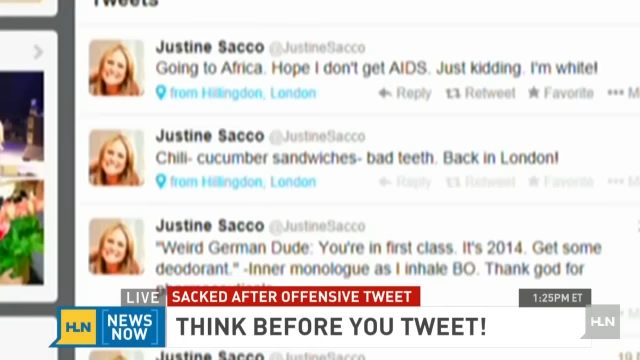 Tweets
Justine Sacco @JustineSacco
Going to Africa. Hope I don't get AIDS. Just kidding. I'm white!
from Hillingdon, London Reply Retweet Favorite ••• M
Justine Sacco @JustineSacco
Chili- cucumber sandwiches- bad teeth. Back in London!
from Hillingdon, London Reply Retweet Favorite ••• M
Justine Sacco @JustineSacco
"Weird German Dude: You're in first class. It's 2014. Get some
deodorant." -Inner monologue as I inhale BO. Thank god for
LIVE SACKED AFTER OFFENSIVE TWEET 1:25PM ET
HLN NEWS NOW THINK BEFORE YOU TWEET! HLN
Justine Sacco @JustineSacco